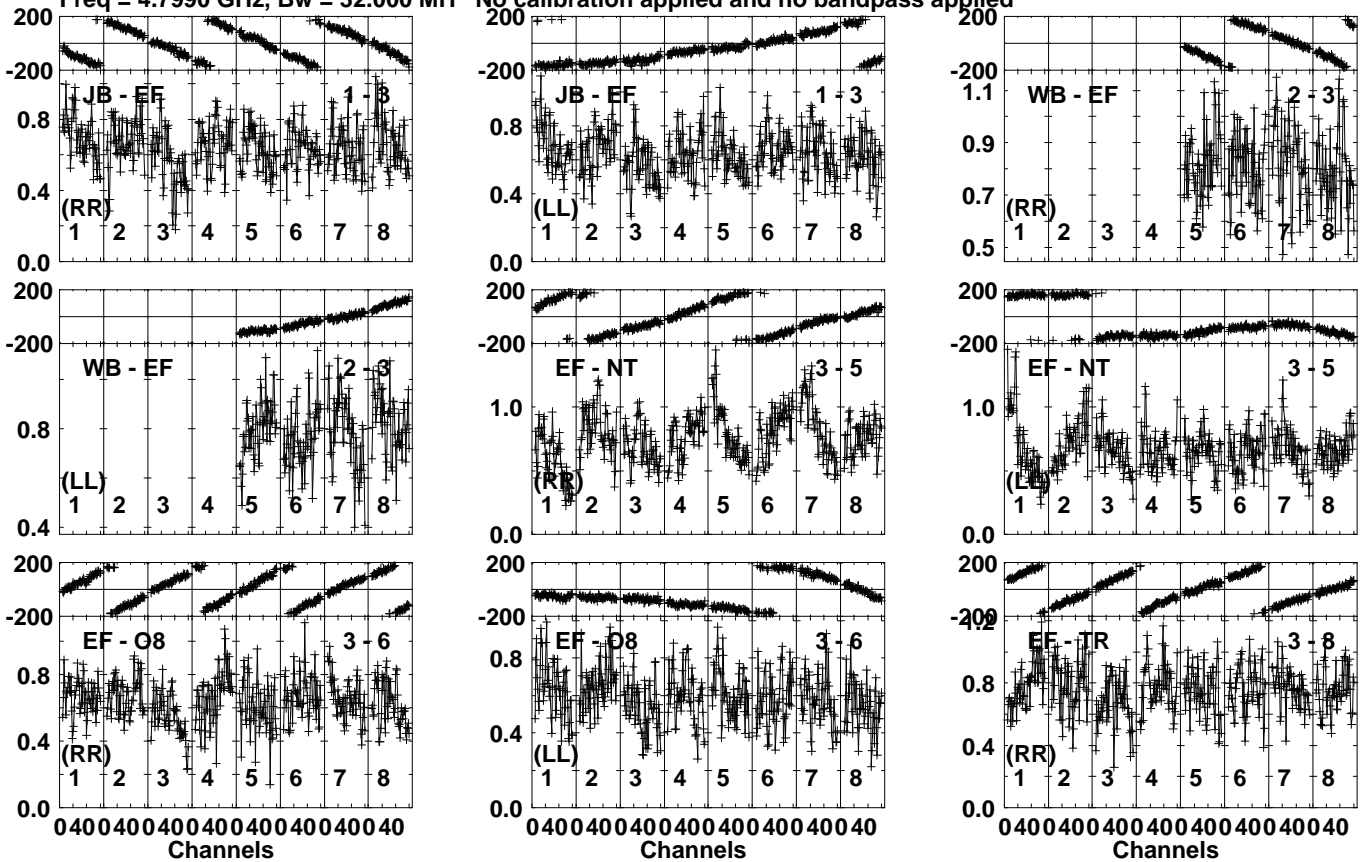 Freq = 4.7990 GHz, Bw = 32.000 MH No calibration applied and no bandpass applied
200 200 200
-200 -200 -200
JB - EF 1 - 3 JB - EF 1 - 3 WB - EF 2 - 3
1.1
0.8 0.8 0.9
0.4 0.4 0.7
(RR) (LL) (RR)
1 2 3 4 5 6 7 8 1 2 3 4 5 6 7 8 1 2 3 4 5 6 7 8
0.0 0.0 0.5
200 200 200
-200 -200 -200
WB - EF 2 - 3 EF - NT 3 - 5 EF - NT 3 - 5
0.8 1.0 1.0
(LL) (RR) (LL)
1 2 3 4 5 6 7 8 1 2 3 4 5 6 7 8 1 2 3 4 5 6 7 8
0.4 0.0 0.0
200 200 200
-200 -200 -200
1.2
EF - O8 3 - 6 EF - O8 3 - 6 EF - TR 3 - 8
0.8 0.8 0.8
0.4 0.4 0.4
(RR) (LL) (RR)
1 2 3 4 5 6 7 8 1 2 3 4 5 6 7 8 1 2 3 4 5 6 7 8
0.0 0.0 0.0
0 40 0 40 0 40 0 40 0 40 0 40 0 40 0 40 0 40 0 40 0 40 0 40 0 40 0 40 0 40 0 40 0 40 0 40 0 40 0 40 0 40 0 40 0 40 0 40
Channels Channels Channels